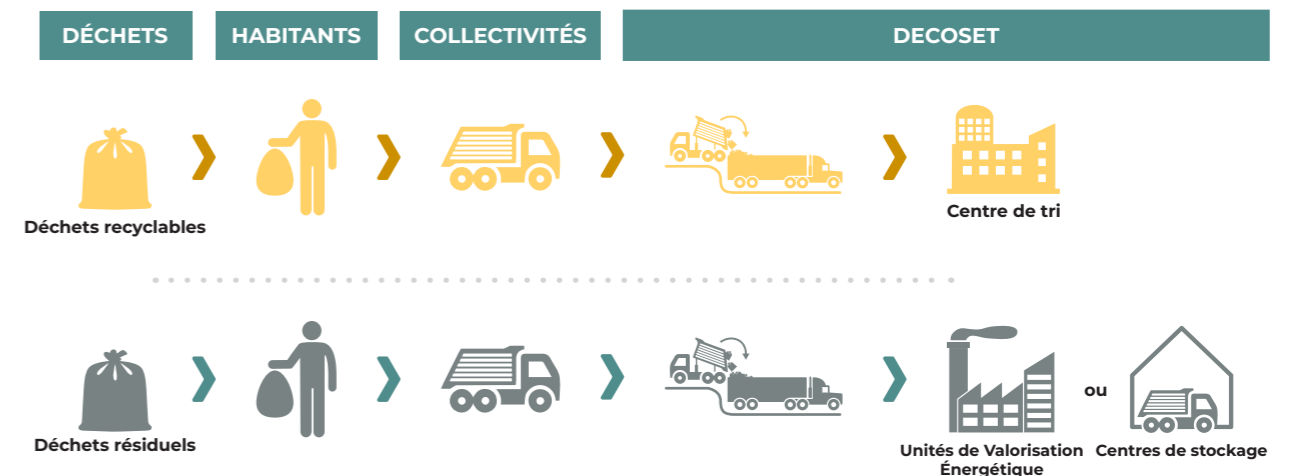 DÉCHETS
HABITANTS
COLLECTIVITÉS
DECOSET
Déchets recyclables
Centre de tri
Déchets résiduels
Unités de Valorisation
Énergétique
ou
Centres de stockage